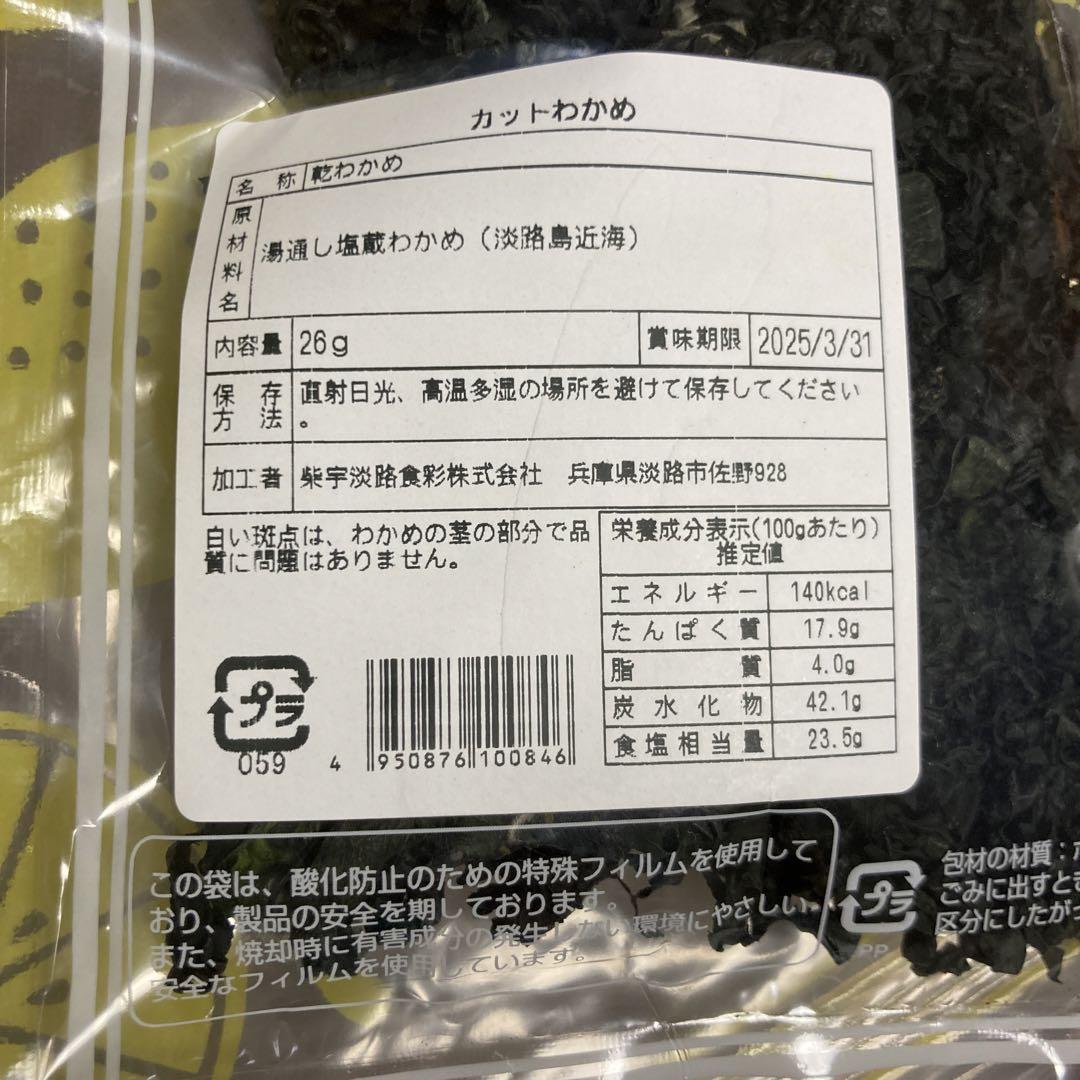 カットわかめ
名称 乾わかめ
原材料名 湯通し塩蔵わかめ（淡路島近海）
内容量 26g 賞味期限 2025/3/31
保存方法 直射日光、高温多湿の場所を避けて保存してください
。
加工者 柴宇淡路食彩株式会社 兵庫県淡路市佐野928
白い斑点は、わかめの茎の部分で品
質に問題はありません。
栄養成分表示(100gあたり)
推定値
エネルギー 140kcal
たんぱく質 17.9g
脂質 4.0g
炭水化物 42.1g
食塩相当量 23.5g
プラ
059
4 950876 100846
この袋は、酸化防止のための特殊フィルムを使用して
おり、製品の安全を期しております。
また、焼却時に有害成分の発生しない環境にやさしい、
安全なフィルムを使用しています。
プラ
PP
包材の材質：
ごみに出すとき
区分にしたがっ